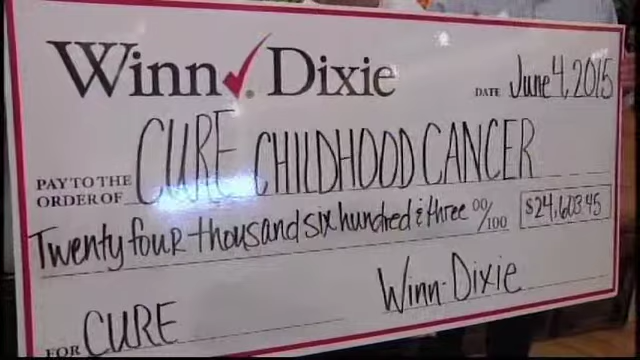 Winn Dixie
DATE June 4, 2015
PAY TO THE ORDER OF CURE CHILDHOOD CANCER
Twenty four thousand six hundred & three 00/100 $24,603.45
FOR CURE Winn-Dixie